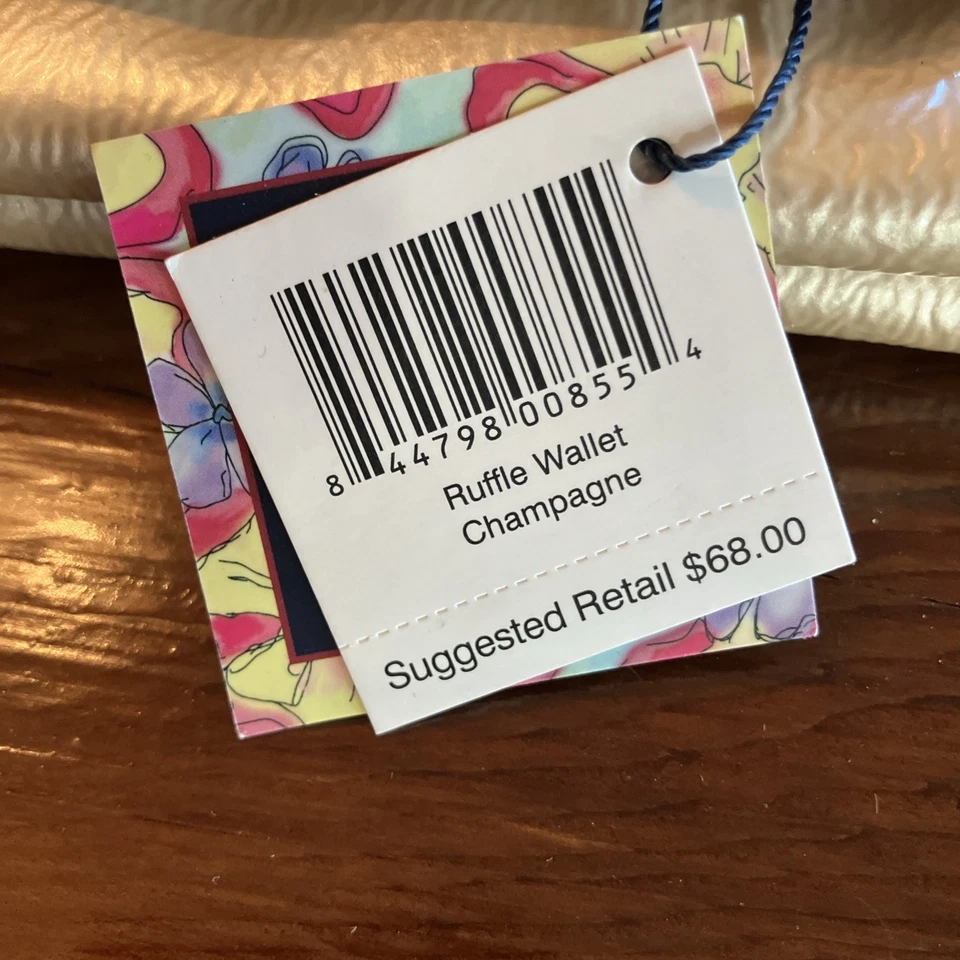 8 44798 00855 4
Ruffle Wallet
Champagne
Suggested Retail $68.00